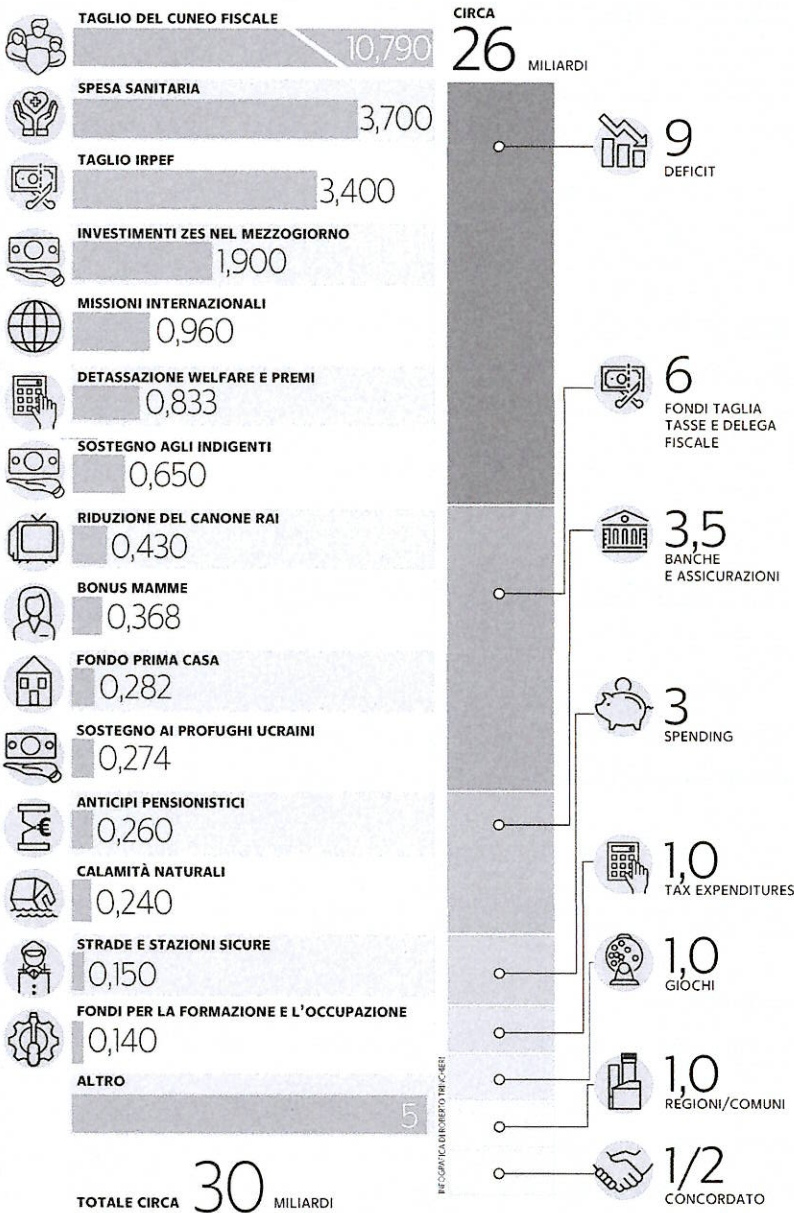 TAGLIO DEL CUNEO FISCALE
10,790
SPESA SANITARIA
3,700
TAGLIO IRPEF
3,400
INVESTIMENTI ZES NEL MEZZOGIORNO
1,900
MISSIONI INTERNAZIONALI
0,960
DETASSAZIONE WELFARE E PREMI
0,833
SOSTEGNO AGLI INDIGENTI
0,650
RIDUZIONE DEL CANONE RAI
0,430
BONUS MAMME
0,368
FONDO PRIMA CASA
0,282
SOSTEGNO AI PROFUGHI UCRAINI
0,274
ANTICIPI PENSIONISTICI
€
0,260
CALAMITÀ NATURALI
0,240
STRADE E STAZIONI SICURE
0,150
FONDI PER LA FORMAZIONE E L'OCCUPAZIONE
0,140
ALTRO
5
TOTALE CIRCA 30 MILIARDI
CIRCA
26 MILIARDI
9
DEFICIT
6
FONDI TAGLIA
TASSE E DELEGA
FISCALE
3,5
BANCHE
E ASSICURAZIONI
3
SPENDING
1,0
TAX EXPENDITURES
1,0
GIOCHI
1,0
REGIONI/COMUNI
1/2
CONCORDATO
INFOGRAFICA DI ROBERTO TRINCHIERI